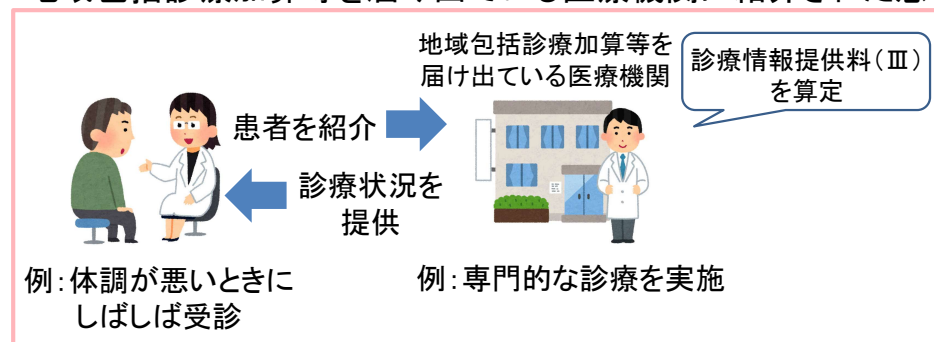 地域包括診療加算等を
届け出ている医療機関
診療情報提供料(Ⅲ)
を算定
患者を紹介
診療状況を
提供
例:体調が悪いときに
しばしば受診
例:専門的な診療を実施